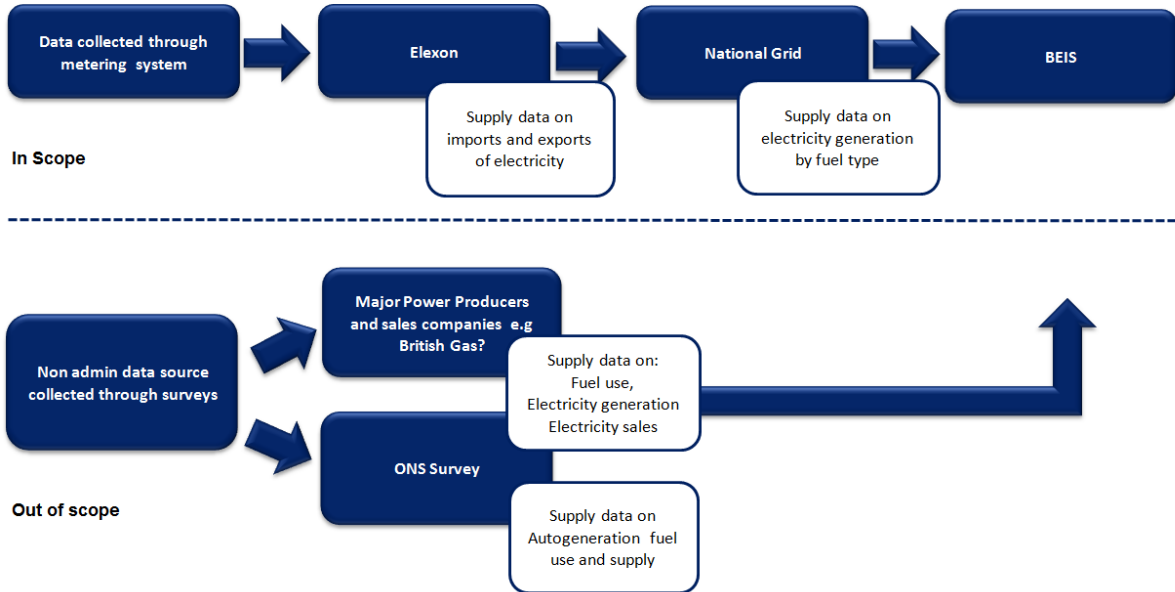 Data collected through
metering system
Elexon
National Grid
BEIS
Supply data on
imports and exports
of electricity
Supply data on
electricity generation
by fuel type
In Scope
Major Power Producers
and sales companies e.g
British Gas?
Non admin data source
collected through surveys
Supply data on:
Fuel use,
Electricity generation
Electricity sales
ONS Survey
Out of scope
Supply data on
Autogeneration fuel
use and supply